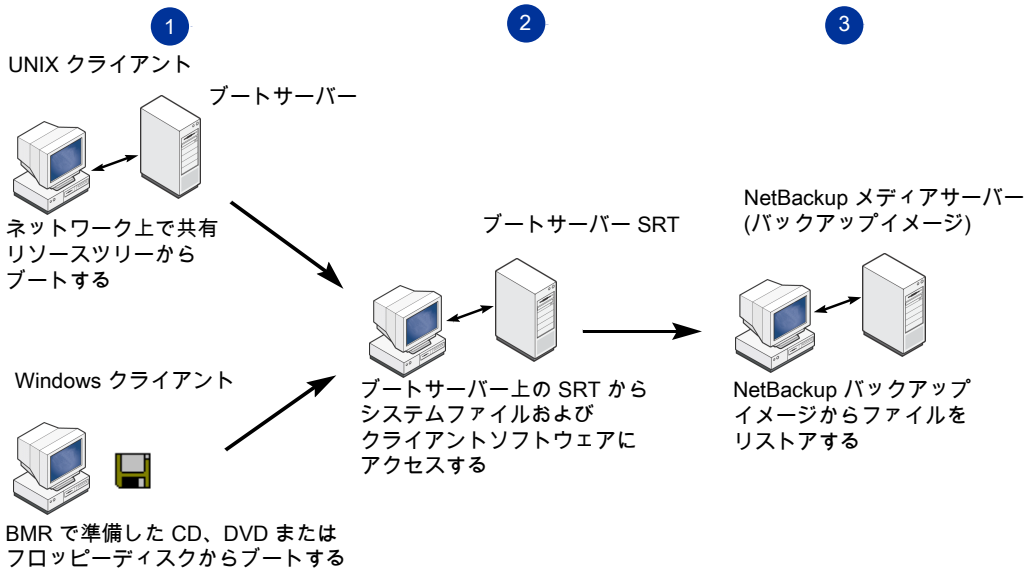 1
2
3
UNIX クライアント
ブートサーバー
ネットワーク上で共有
リソースツリーから
ブートする
Windows クライアント
BMR で準備した CD、DVD または
フロッピーディスクからブートする
ブートサーバー SRT
ブートサーバー上の SRT から
システムファイルおよび
クライアントソフトウェアに
アクセスする
NetBackup メディアサーバー
(バックアップイメージ)
NetBackup バックアップ
イメージからファイルを
リストアする